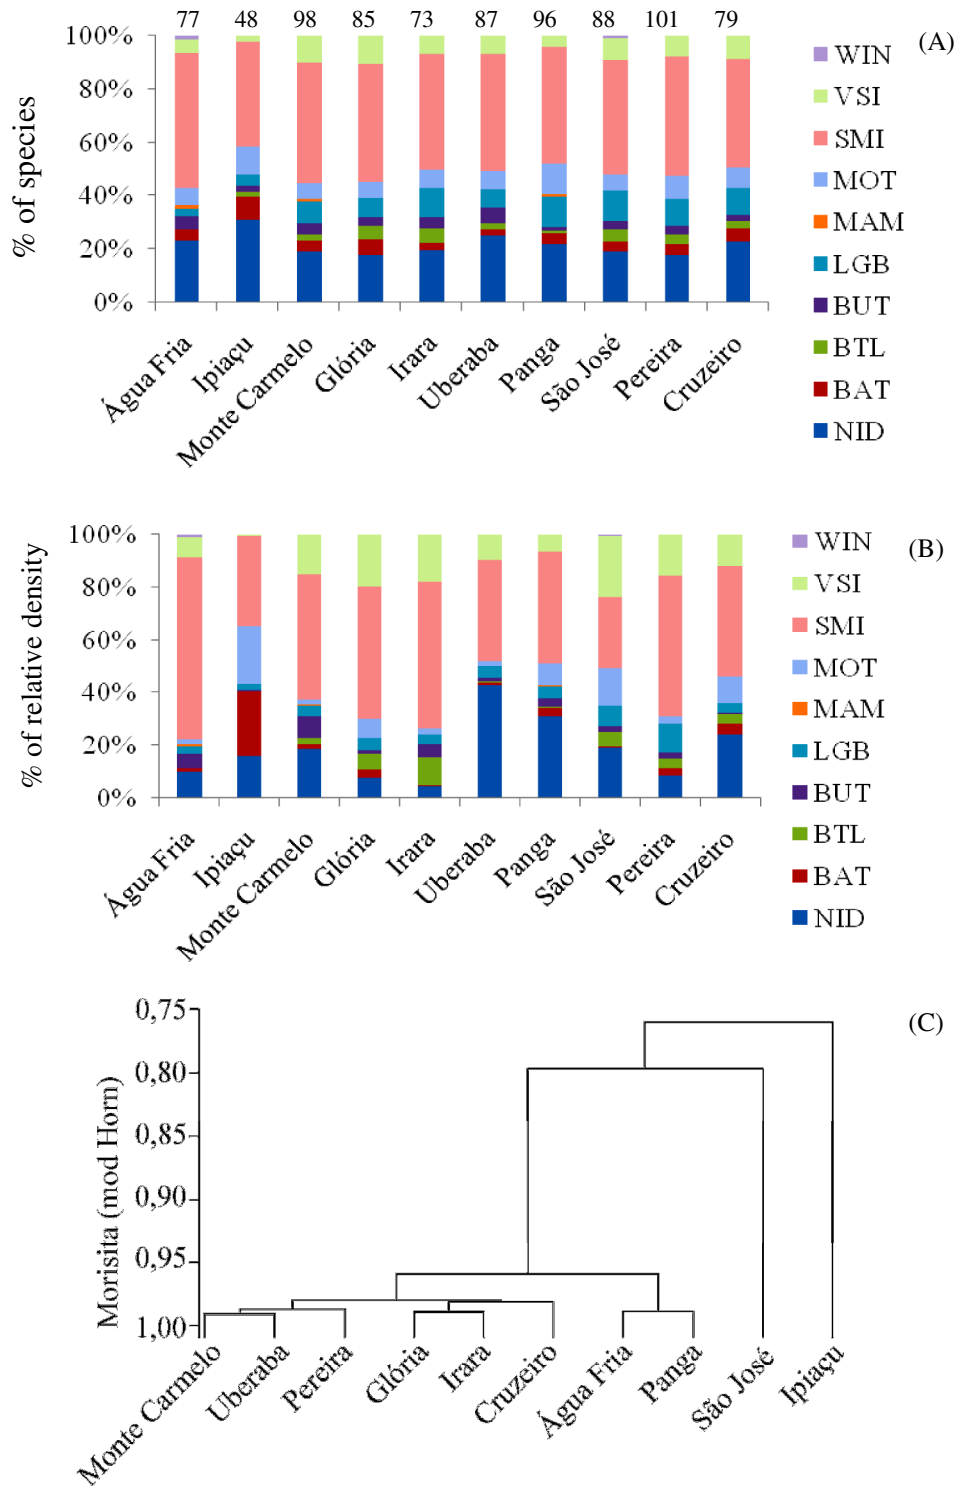 77 48 98 85 73 87 96 88 101 79
(A)
% of species
100%
80%
60%
40%
20%
0%
Água Fria
Ipiaçu
Monte Carmelo
Glória
Irara
Uberaba
Panga
São José
Pereira
Cruzeiro
WIN
VSI
SMI
MOT
MAM
LGB
BUT
BTL
BAT
NID
(B)
% of relative density
100%
80%
60%
40%
20%
0%
Água Fria
Ipiaçu
Monte Carmelo
Glória
Irara
Uberaba
Panga
São José
Pereira
Cruzeiro
WIN
VSI
SMI
MOT
MAM
LGB
BUT
BTL
BAT
NID
(C)
Morisita (mod Horn)
0,75
0,80
0,85
0,90
0,95
1,00
Monte Carmelo
Uberaba
Pereira
Glória
Irara
Cruzeiro
Água Fria
Panga
São José
Ipiaçu